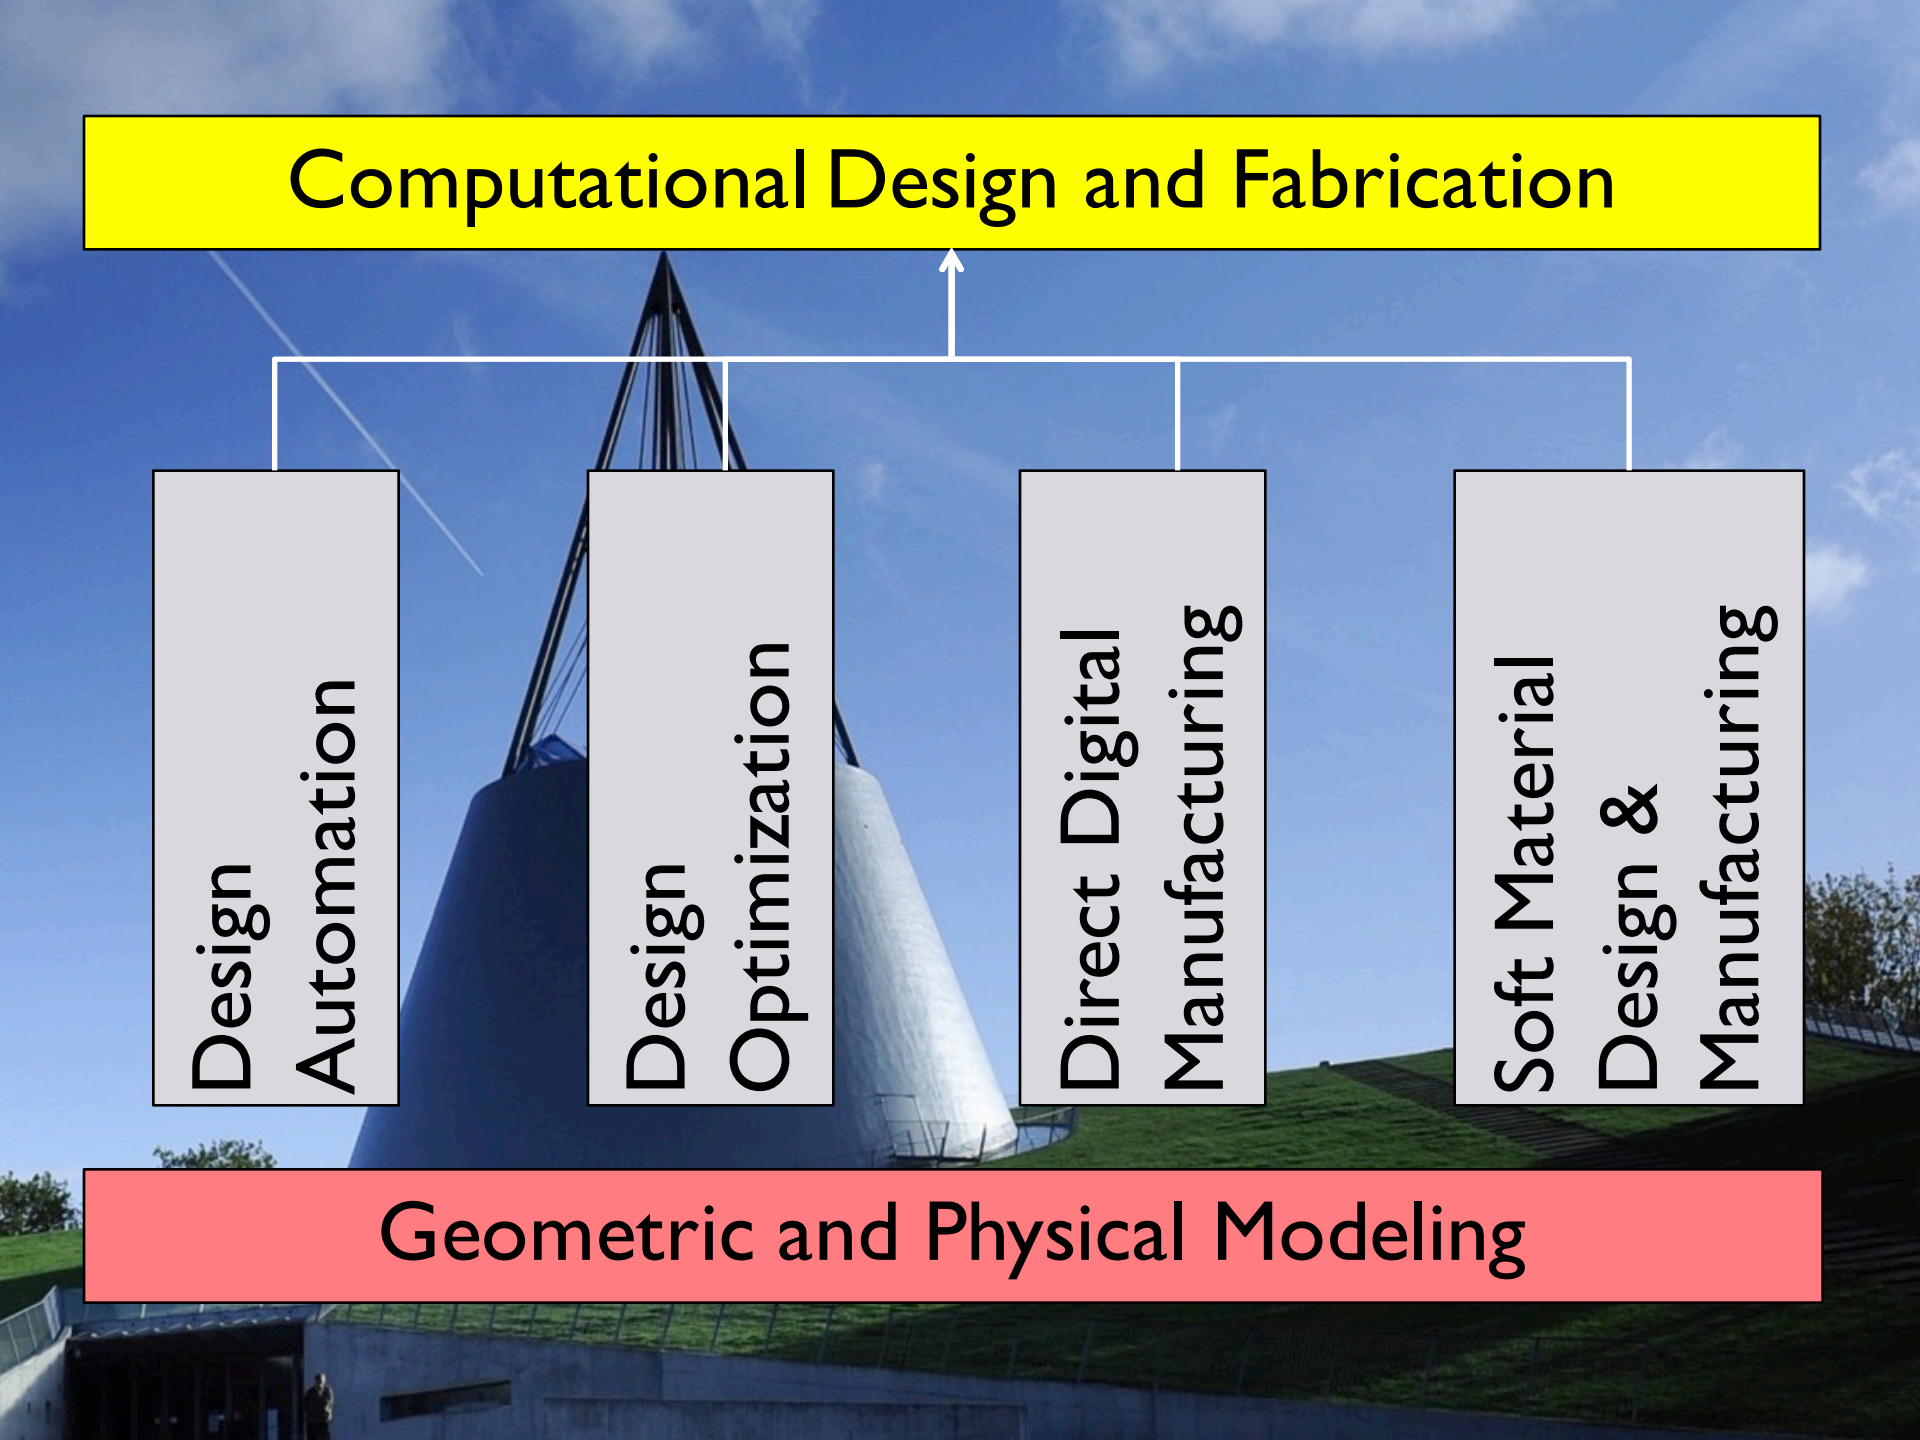 Computational Design and Fabrication
Design
Automation
Design
Optimization
Direct Digital
Manufacturing
Soft Material
Design &
Manufacturing
Geometric and Physical Modeling